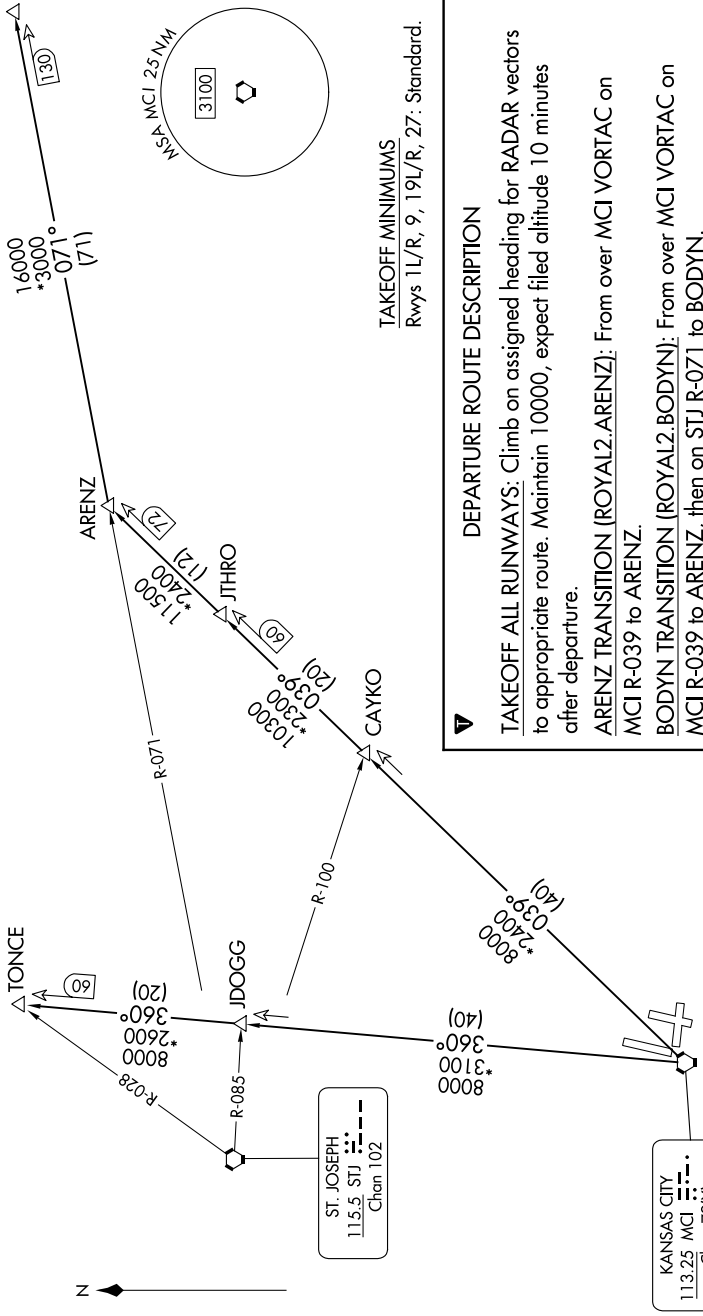 130
16000
*3000
071°
(71)
MSA MCI 25 NM
3100
TAKEOFF MINIMUMS
Rwys 1L/R, 9, 19L/R, 27: Standard.
ARENZ
72
11500
*2400
(12)
JTHRO
60
10300
*2300
039°
(20)
CAYKO
8000
*2400
039°
(40)
R-071
R-100
TONCE
60
8000
*2600
360°
(20)
JDOGG
R-028
R-085
8000
*3100
360°
(40)
ST. JOSEPH
115.5 STJ
Chan 102
N
KANSAS CITY
113.25 MCI
T
DEPARTURE ROUTE DESCRIPTION
TAKEOFF ALL RUNWAYS: Climb on assigned heading for RADAR vectors
to appropriate route. Maintain 10000, expect filed altitude 10 minutes
after departure.
ARENZ TRANSITION (ROYAL2.ARENZ): From over MCI VORTAC on
MCI R-039 to ARENZ.
BODYN TRANSITION (ROYAL2.BODYN): From over MCI VORTAC on
MCI R-039 to ARENZ, then on STJ R-071 to BODYN.